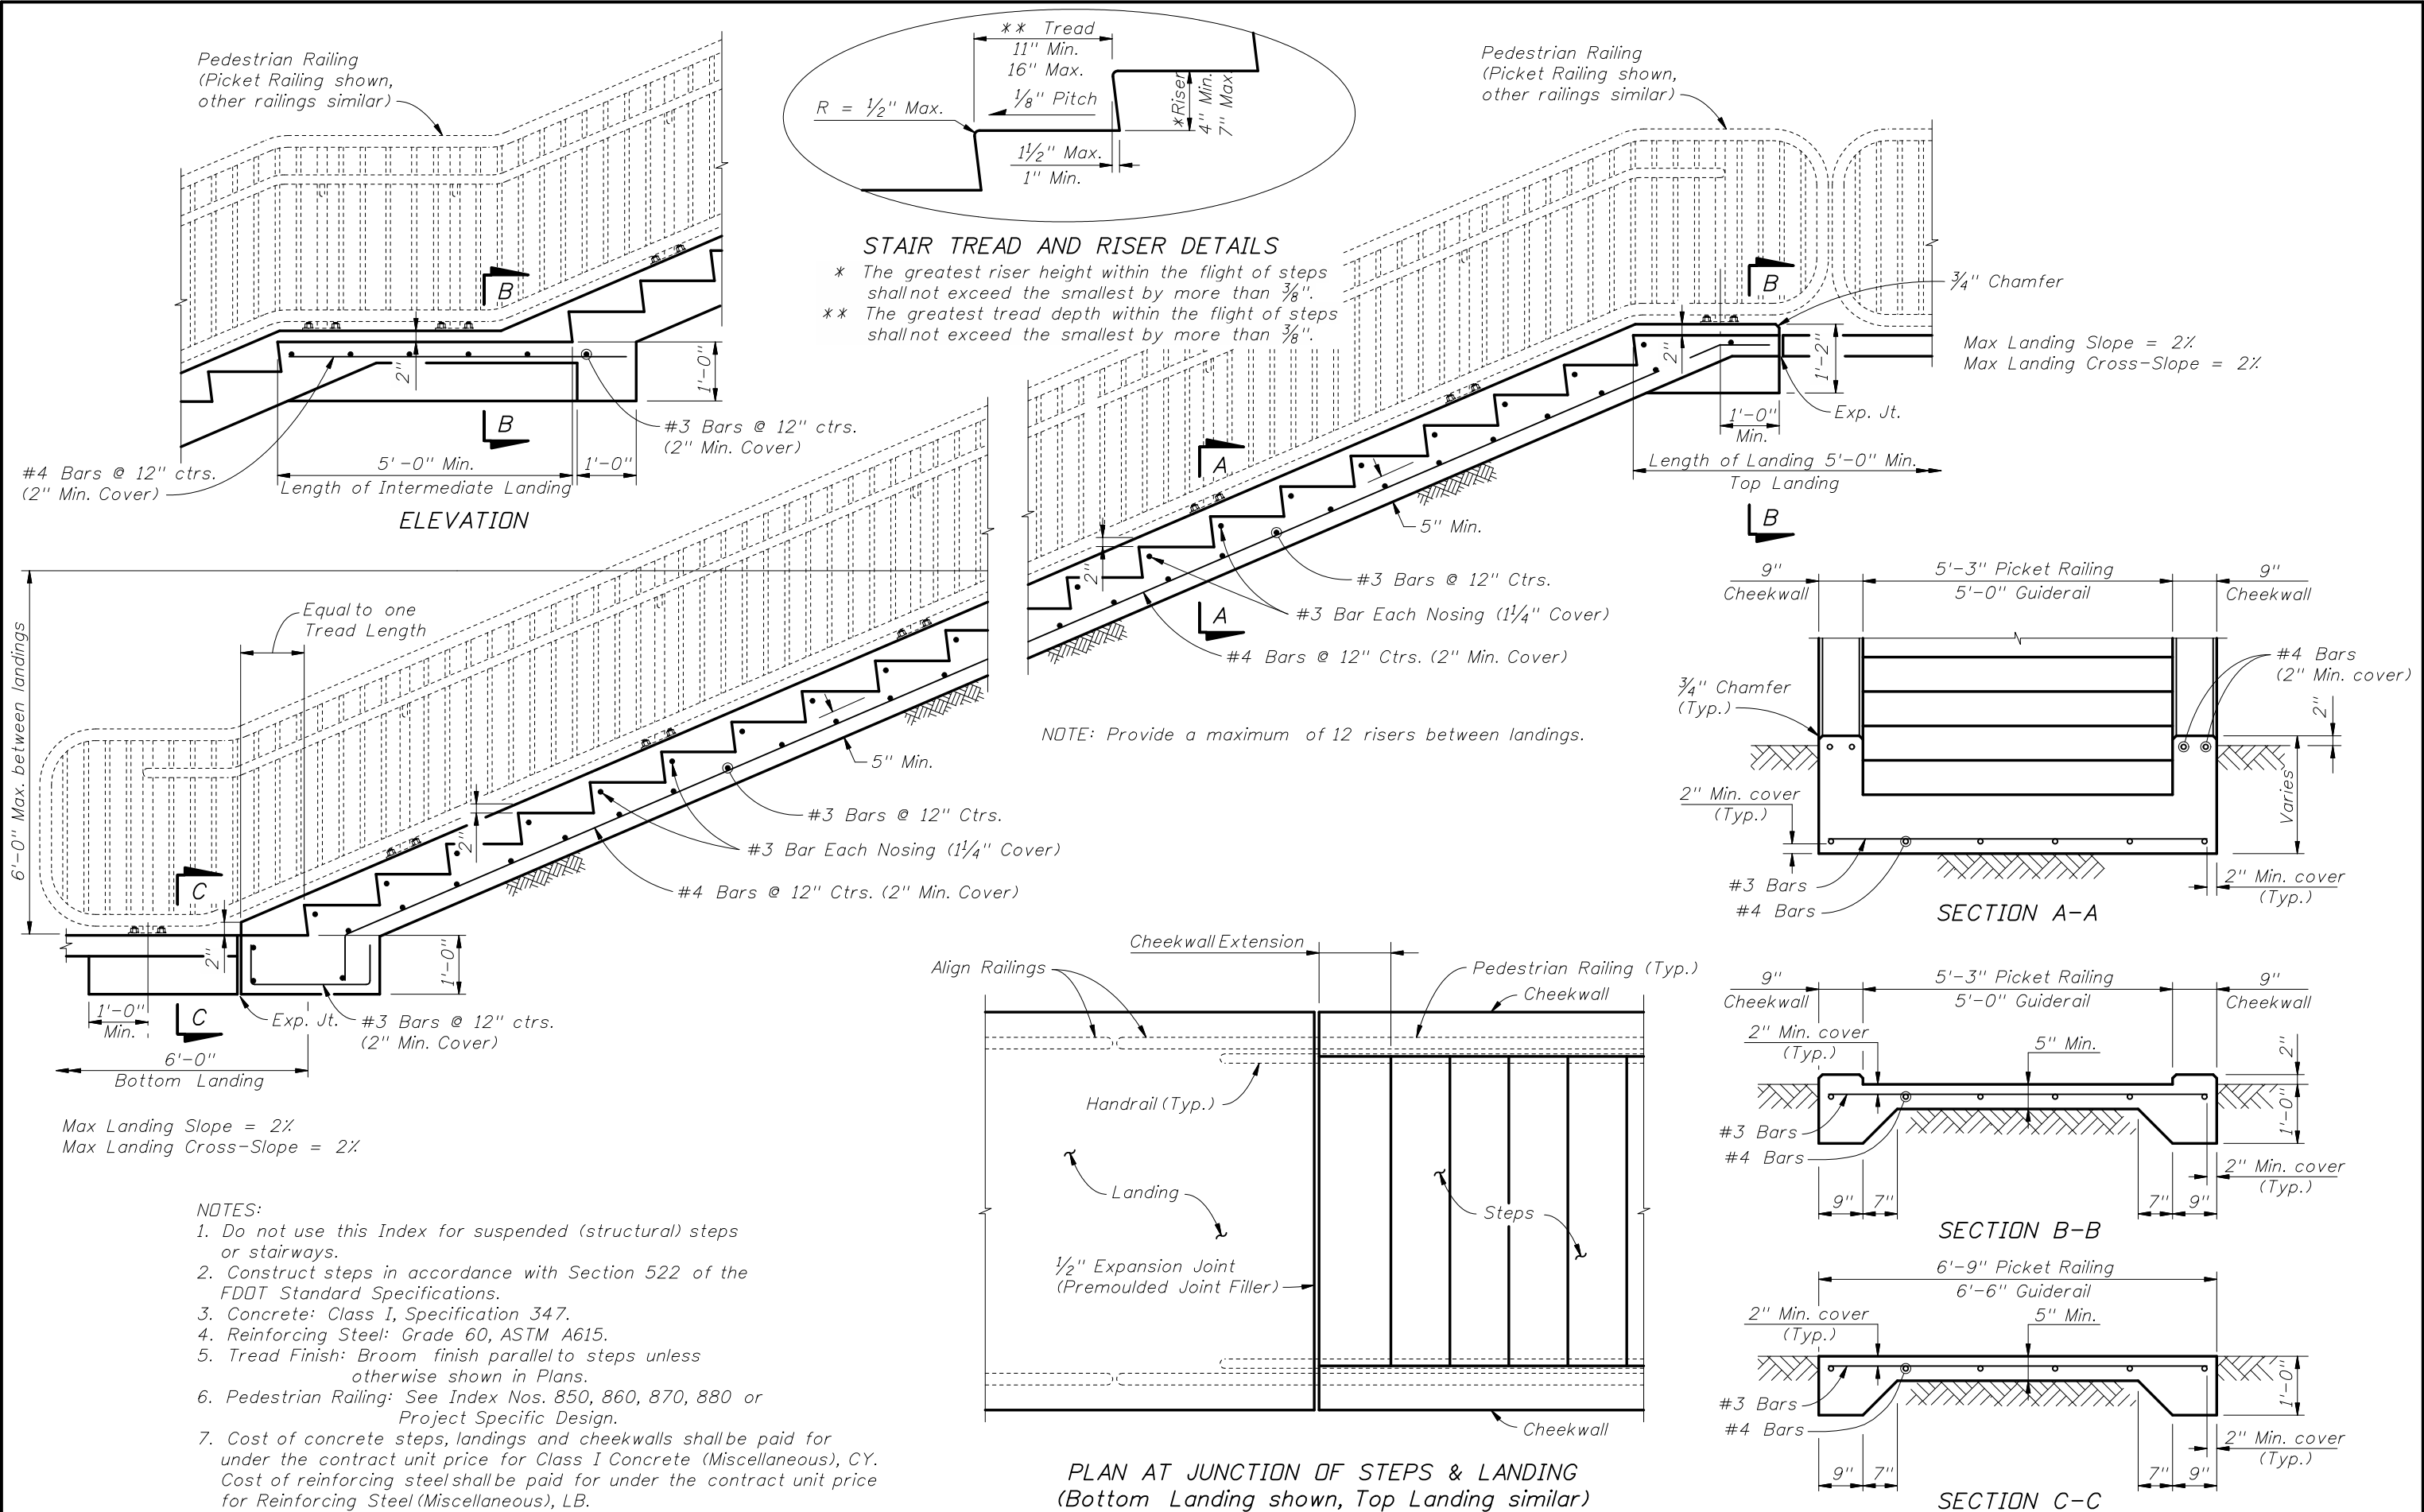 Pedestrian Railing
(Picket Railing shown,
other railings similar)
B
B
2"
1'-0"
#3 Bars @ 12" ctrs.
(2" Min. Cover)
#4 Bars @ 12" ctrs.
(2" Min. Cover)
5'-0" Min.
1'-0"
Length of Intermediate Landing
ELEVATION
** Tread
11" Min.
16" Max.
1/8" Pitch
R = 1/2" Max.
*Riser
4" Min.
7" Max.
1 1/2" Max.
1" Min.
STAIR TREAD AND RISER DETAILS
* The greatest riser height within the flight of steps
shall not exceed the smallest by more than 3/8".
** The greatest tread depth within the flight of steps
shall not exceed the smallest by more than 3/8".
Pedestrian Railing
(Picket Railing shown,
other railings similar)
B
3/4" Chamfer
Max Landing Slope = 2%
Max Landing Cross-Slope = 2%
2"
1'-2"
Exp. Jt.
1'-0"
Min.
Length of Landing 5'-0" Min.
Top Landing
B
A
A
2"
5" Min.
#3 Bars @ 12" Ctrs.
#3 Bar Each Nosing (1 1/4" Cover)
#4 Bars @ 12" Ctrs. (2" Min. Cover)
NOTE: Provide a maximum of 12 risers between landings.
6'-0" Max. between landings
Equal to one
Tread Length
2"
5" Min.
#3 Bars @ 12" Ctrs.
#3 Bar Each Nosing (1 1/4" Cover)
#4 Bars @ 12" Ctrs. (2" Min. Cover)
C
C
2"
1'-0"
1'-0"
Min.
Exp. Jt.
#3 Bars @ 12" ctrs.
(2" Min. Cover)
6'-0"
Bottom Landing
Max Landing Slope = 2%
Max Landing Cross-Slope = 2%
NOTES:
1. Do not use this Index for suspended (structural) steps
or stairways.
2. Construct steps in accordance with Section 522 of the
FDOT Standard Specifications.
3. Concrete: Class I, Specification 347.
4. Reinforcing Steel: Grade 60, ASTM A615.
5. Tread Finish: Broom finish parallel to steps unless
otherwise shown in Plans.
6. Pedestrian Railing: See Index Nos. 850, 860, 870, 880 or
Project Specific Design.
7. Cost of concrete steps, landings and cheekwalls shall be paid for
under the contract unit price for Class I Concrete (Miscellaneous), CY.
Cost of reinforcing steel shall be paid for under the contract unit price
for Reinforcing Steel (Miscellaneous), LB.
Cheekwall Extension
Align Railings
Pedestrian Railing (Typ.)
Cheekwall
Handrail (Typ.)
Landing
Steps
1/2" Expansion Joint
(Premoulded Joint Filler)
Cheekwall
PLAN AT JUNCTION OF STEPS & LANDING
(Bottom Landing shown, Top Landing similar)
9"
Cheekwall
5'-3" Picket Railing
5'-0" Guiderail
9"
Cheekwall
3/4" Chamfer
(Typ.)
#4 Bars
(2" Min. cover)
2"
Varies
2" Min. cover
(Typ.)
#3 Bars
#4 Bars
2" Min. cover
(Typ.)
SECTION A-A
9"
Cheekwall
5'-3" Picket Railing
5'-0" Guiderail
9"
Cheekwall
2" Min. cover
(Typ.)
5" Min.
2"
1'-0"
#3 Bars
#4 Bars
2" Min. cover
(Typ.)
9"
7"
7"
9"
SECTION B-B
6'-9" Picket Railing
6'-6" Guiderail
2" Min. cover
(Typ.)
5" Min.
1'-0"
#3 Bars
#4 Bars
2" Min. cover
(Typ.)
9"
7"
7"
9"
SECTION C-C